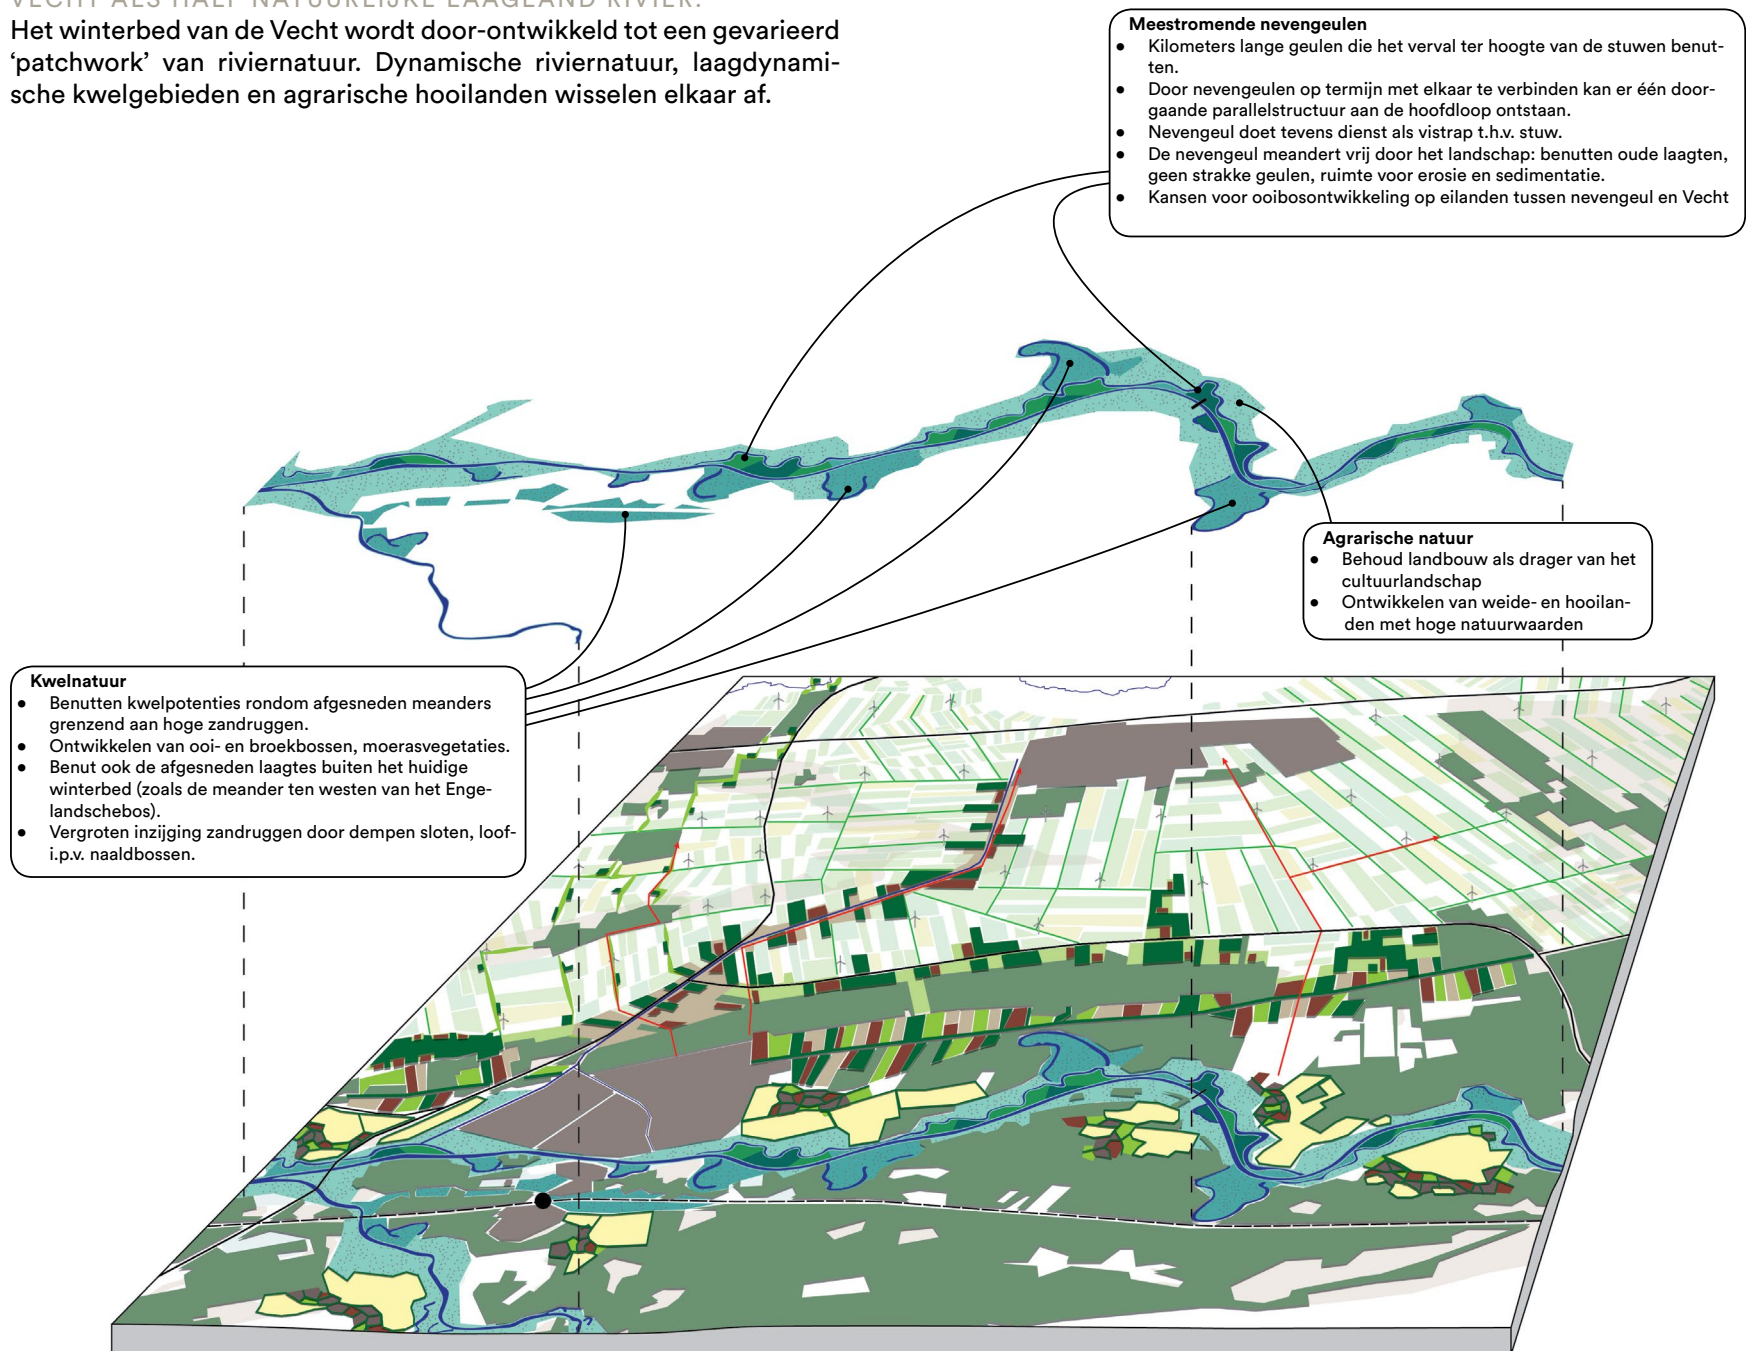 VECHT ALS HALF NATUURLIJKE LAAGLAND RIVIER.
Het winterbed van de Vecht wordt door-ontwikkeld tot een gevarieerd
‘patchwork’ van riviernatuur. Dynamische riviernatuur, laagdynami-
sche kwelgebieden en agrarische hooilanden wisselen elkaar af.
Meestromende nevengeulen
• Kilometers lange geulen die het verval ter hoogte van de stuwen benut-
ten.
• Door nevengeulen op termijn met elkaar te verbinden kan er één door-
gaande parallelstructuur aan de hoofdloop ontstaan.
• Nevengeul doet tevens dienst als vistrap t.h.v. stuw.
• De nevengeul meandert vrij door het landschap: benutten oude laagten,
geen strakke geulen, ruimte voor erosie en sedimentatie.
• Kansen voor ooibosontwikkeling op eilanden tussen nevengeul en Vecht
Agrarische natuur
• Behoud landbouw als drager van het
cultuurlandschap
• Ontwikkelen van weide- en hooilan-
den met hoge natuurwaarden
Kwelnatuur
• Benutten kwelpotenties rondom afgesneden meanders
grenzend aan hoge zandruggen.
• Ontwikkelen van ooi- en broekbossen, moerasvegetaties.
• Benut ook de afgesneden laagtes buiten het huidige
winterbed (zoals de meander ten westen van het Enge-
landschebos).
• Vergroten inzijging zandruggen door dempen sloten, loof-
i.p.v. naaldbossen.